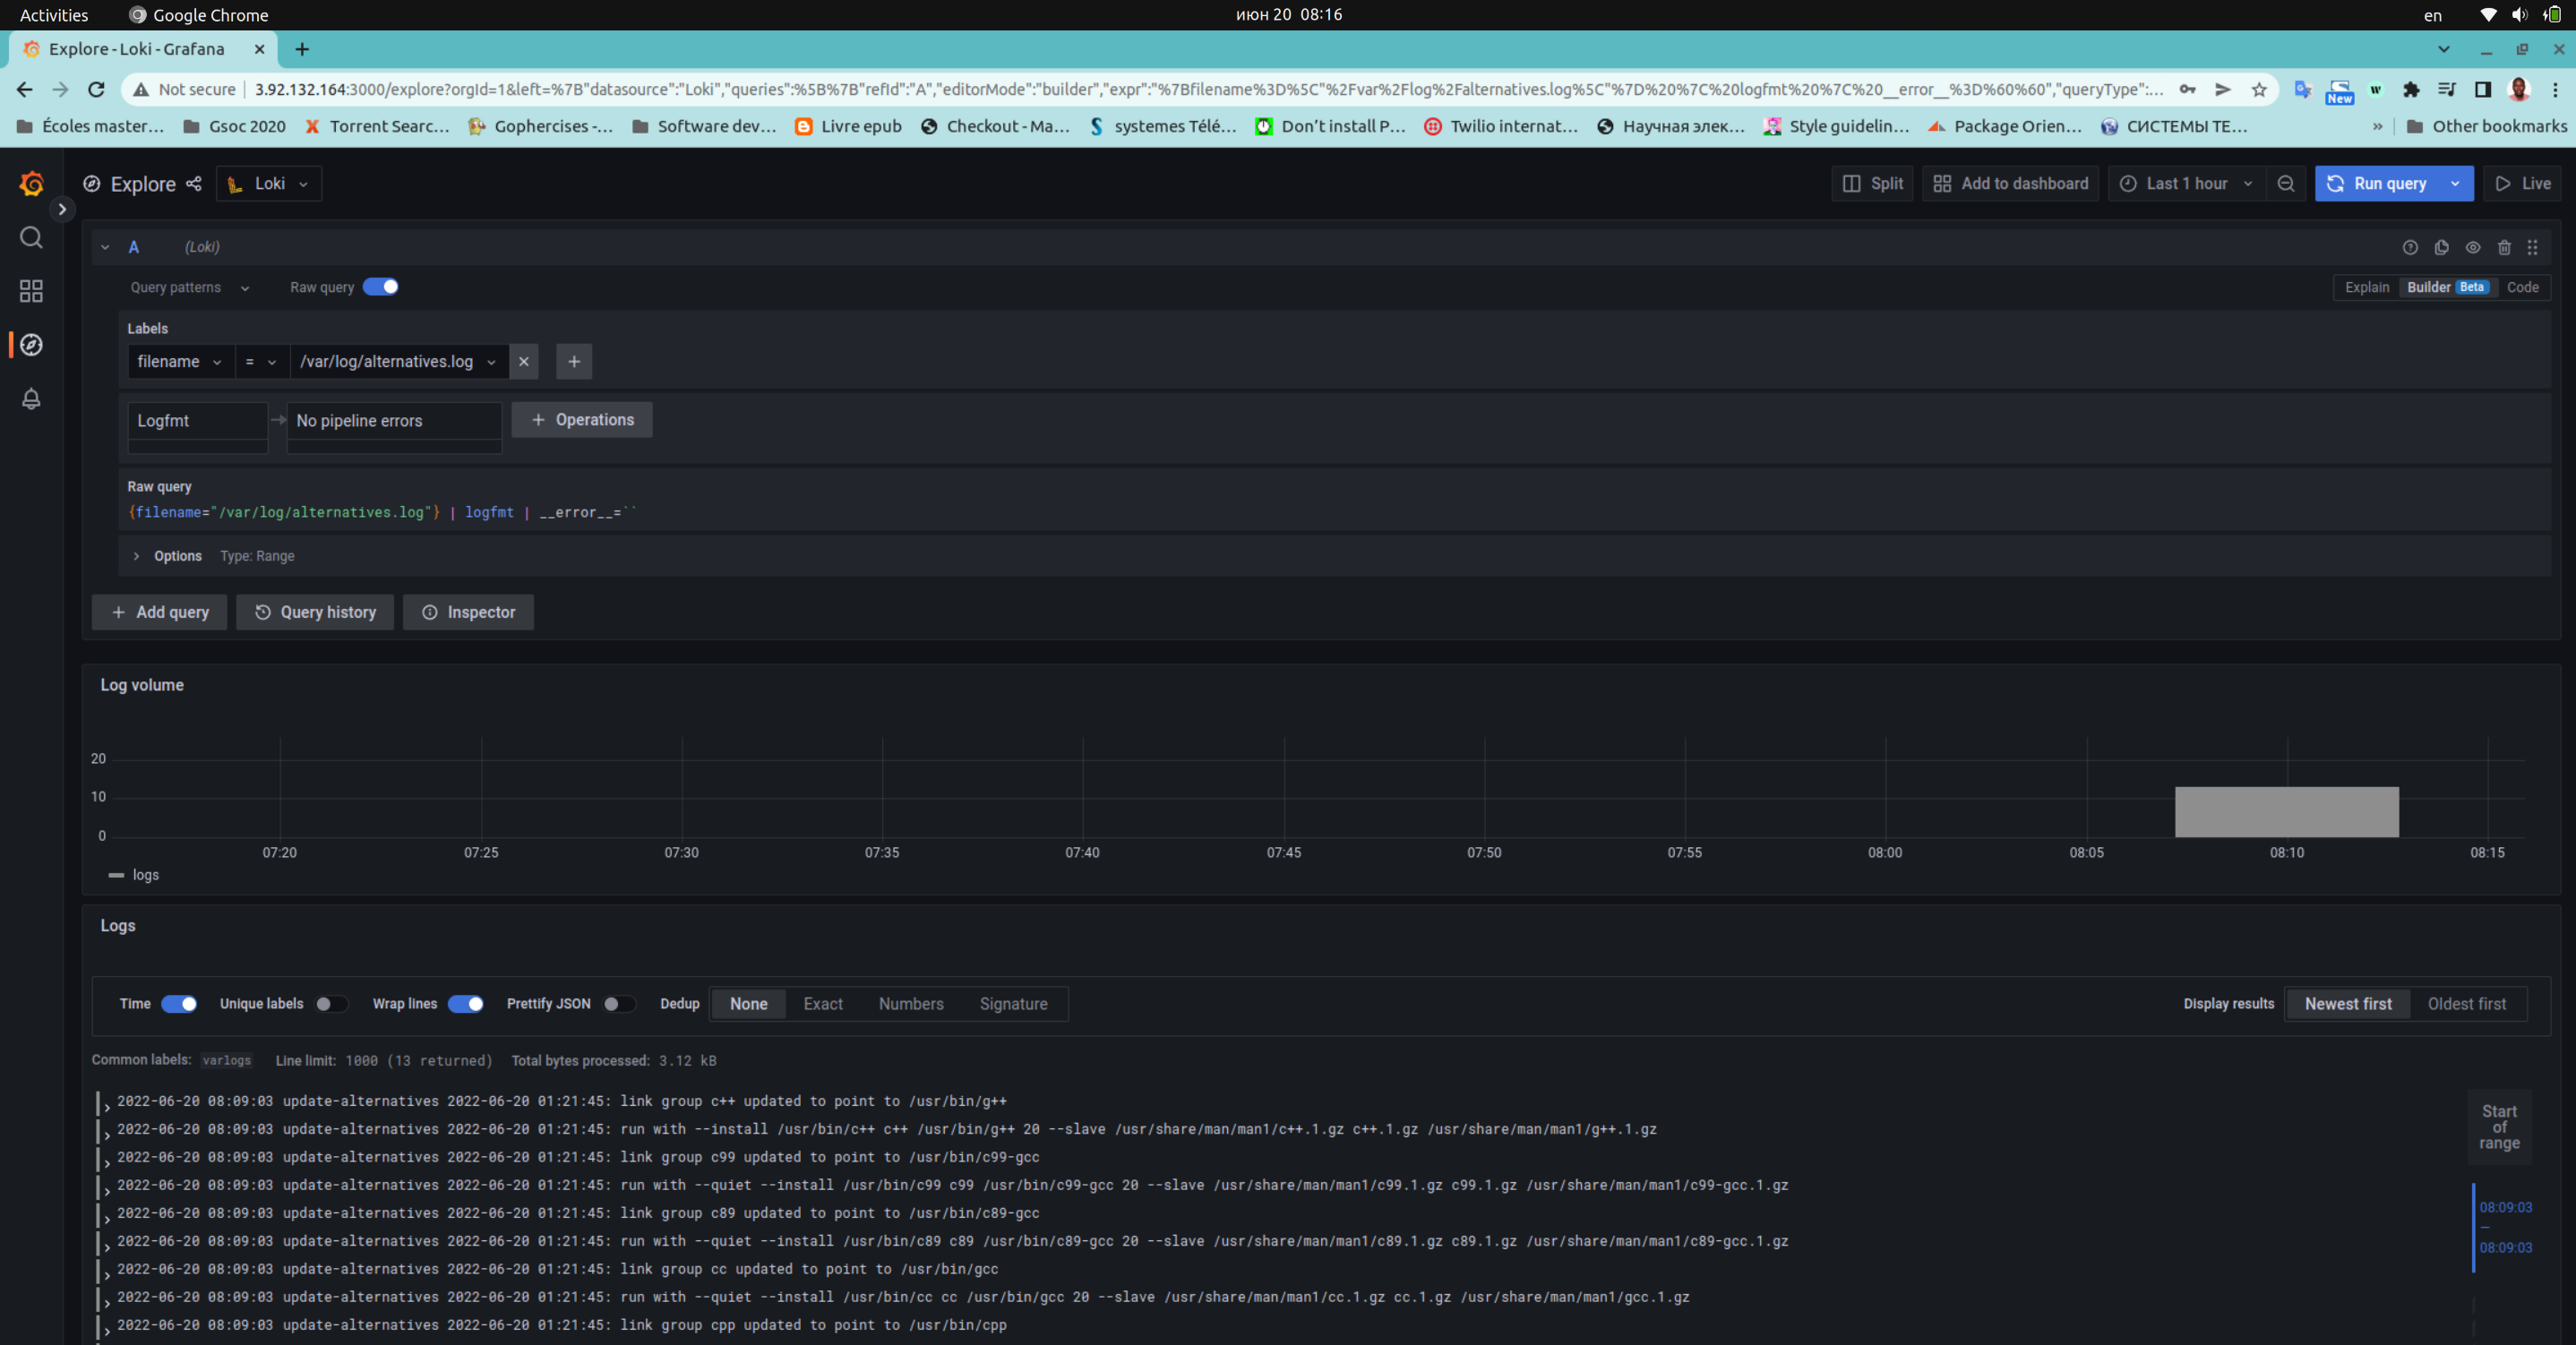 Activities Google Chrome июн 20 08:16 en
Explore - Loki - Grafana
Not secure 3.92.132.164:3000/explore?orgId=1&left=%7B"datasource":"Loki","queries":%5B%7B"refId":"A","editorMode":"builder","expr":"%7Bfilename%3D%5C"%2Fvar%2Flog%2Falternatives.log%5C"%7D%20%7C%20logfmt%20%7C%20__error__%3D%60%60","queryType":... New
Écoles master... Gsoc 2020 Torrent Searc... Gophercises -... Software dev... Livre epub Checkout - Ma... systemes Télé... Don't install P... Twilio internat... Научная элек... Style guidelin... Package Orien... СИСТЕМЫ ТЕ... » Other bookmarks
Explore Loki Split Add to dashboard Last 1 hour Run query Live
A (Loki)
Query patterns Raw query Explain Builder Beta Code
Labels
filename = /var/log/alternatives.log
Logfmt No pipeline errors + Operations
Raw query
{filename="/var/log/alternatives.log"} | logfmt | __error__=``
Options Type: Range
+ Add query Query history Inspector
Log volume
20
10
0
07:20 07:25 07:30 07:35 07:40 07:45 07:50 07:55 08:00 08:05 08:10 08:15
logs
Logs
Time Unique labels Wrap lines Prettify JSON Dedup None Exact Numbers Signature Display results Newest first Oldest first
Common labels: varlogs Line limit: 1000 (13 returned) Total bytes processed: 3.12 kB
2022-06-20 08:09:03 update-alternatives 2022-06-20 01:21:45: link group c++ updated to point to /usr/bin/g++
2022-06-20 08:09:03 update-alternatives 2022-06-20 01:21:45: run with --install /usr/bin/c++ c++ /usr/bin/g++ 20 --slave /usr/share/man/man1/c++.1.gz c++.1.gz /usr/share/man/man1/g++.1.gz
2022-06-20 08:09:03 update-alternatives 2022-06-20 01:21:45: link group c99 updated to point to /usr/bin/c99-gcc
2022-06-20 08:09:03 update-alternatives 2022-06-20 01:21:45: run with --quiet --install /usr/bin/c99 c99 /usr/bin/c99-gcc 20 --slave /usr/share/man/man1/c99.1.gz c99.1.gz /usr/share/man/man1/c99-gcc.1.gz
2022-06-20 08:09:03 update-alternatives 2022-06-20 01:21:45: link group c89 updated to point to /usr/bin/c89-gcc
2022-06-20 08:09:03 update-alternatives 2022-06-20 01:21:45: run with --quiet --install /usr/bin/c89 c89 /usr/bin/c89-gcc 20 --slave /usr/share/man/man1/c89.1.gz c89.1.gz /usr/share/man/man1/c89-gcc.1.gz
2022-06-20 08:09:03 update-alternatives 2022-06-20 01:21:45: link group cc updated to point to /usr/bin/gcc
2022-06-20 08:09:03 update-alternatives 2022-06-20 01:21:45: run with --quiet --install /usr/bin/cc cc /usr/bin/gcc 20 --slave /usr/share/man/man1/cc.1.gz cc.1.gz /usr/share/man/man1/gcc.1.gz
2022-06-20 08:09:03 update-alternatives 2022-06-20 01:21:45: link group cpp updated to point to /usr/bin/cpp
Start
of
range
08:09:03
—
08:09:03